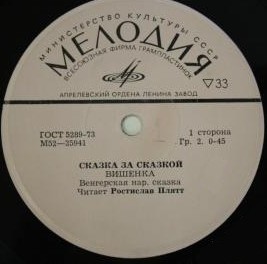 МИНИСТЕРСТВО КУЛЬТУРЫ СССР
МЕЛОДИЯ
ВСЕСОЮЗНАЯ ФИРМА ГРАМПЛАСТИНОК
АПРЕЛЕВСКИЙ ОРДЕНА ЛЕНИНА ЗАВОД
33
ГОСТ 5289-73
М52—35941
1 сторона
Гр. 2. 0-45
СКАЗКА ЗА СКАЗКОЙ
ВИШЕНКА
Венгерская нар. сказка
Читает Ростислав Плятт